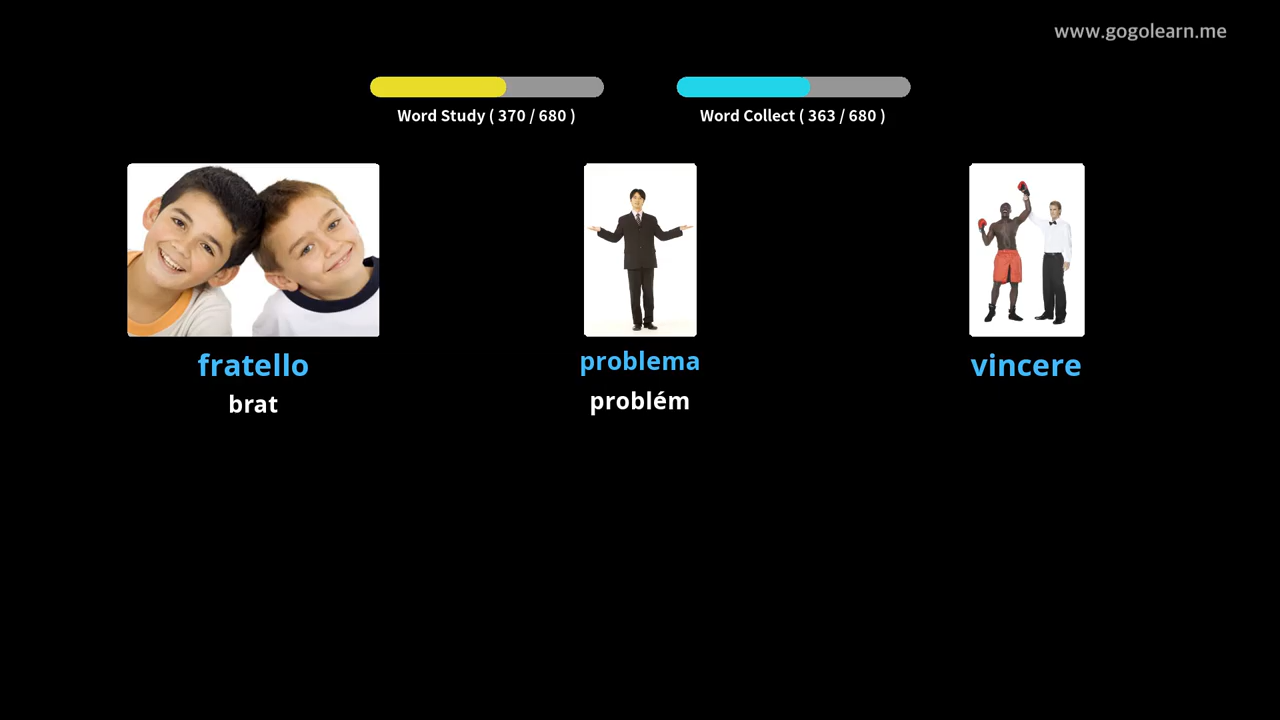 www.gogolearn.me
Word Study ( 370 / 680 )
Word Collect ( 363 / 680 )
fratello
problema
vincere
brat
problém